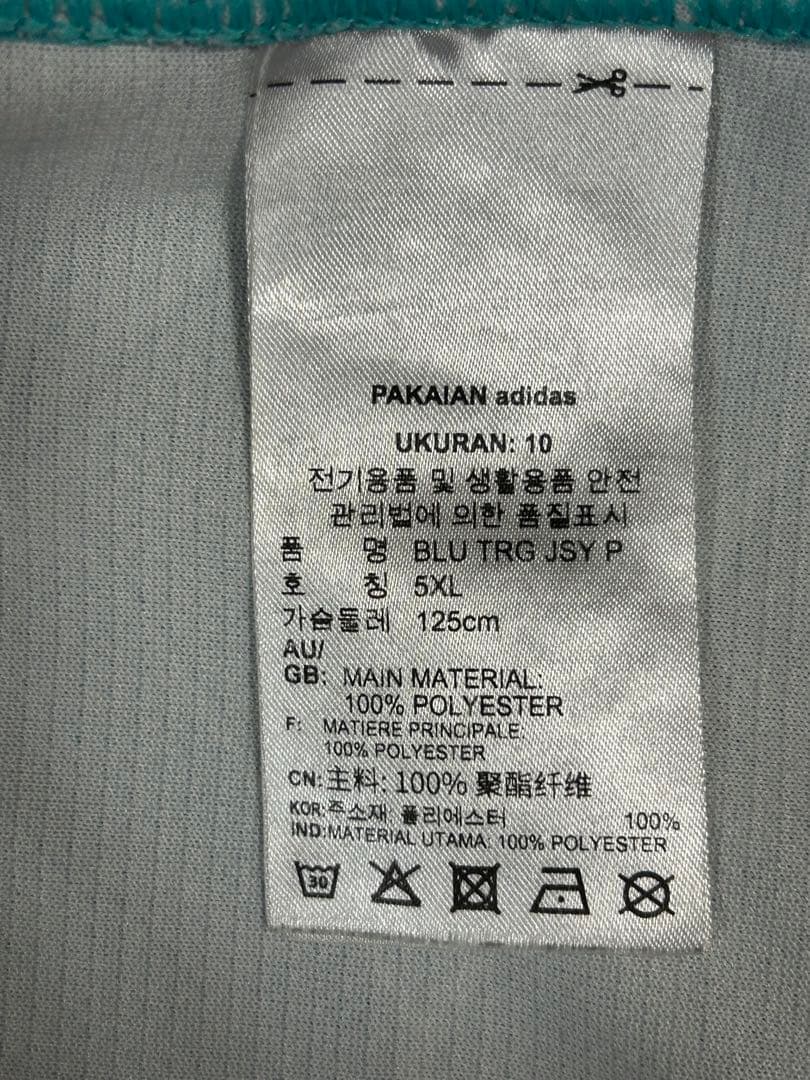 PAKAIAN adidas
UKURAN: 10
전기용품 및 생활용품 안전
관리법에 의한 품질표시
품 명 BLU TRG JSY P
호 칭 5XL
가슴둘레 125cm
AU/
GB: MAIN MATERIAL:
100% POLYESTER
F: MATIERE PRINCIPALE:
100% POLYESTER
CN:主料: 100% 聚酯纤维
KOR:주소재 폴리에스터 100%
IND:MATERIAL UTAMA: 100% POLYESTER
30